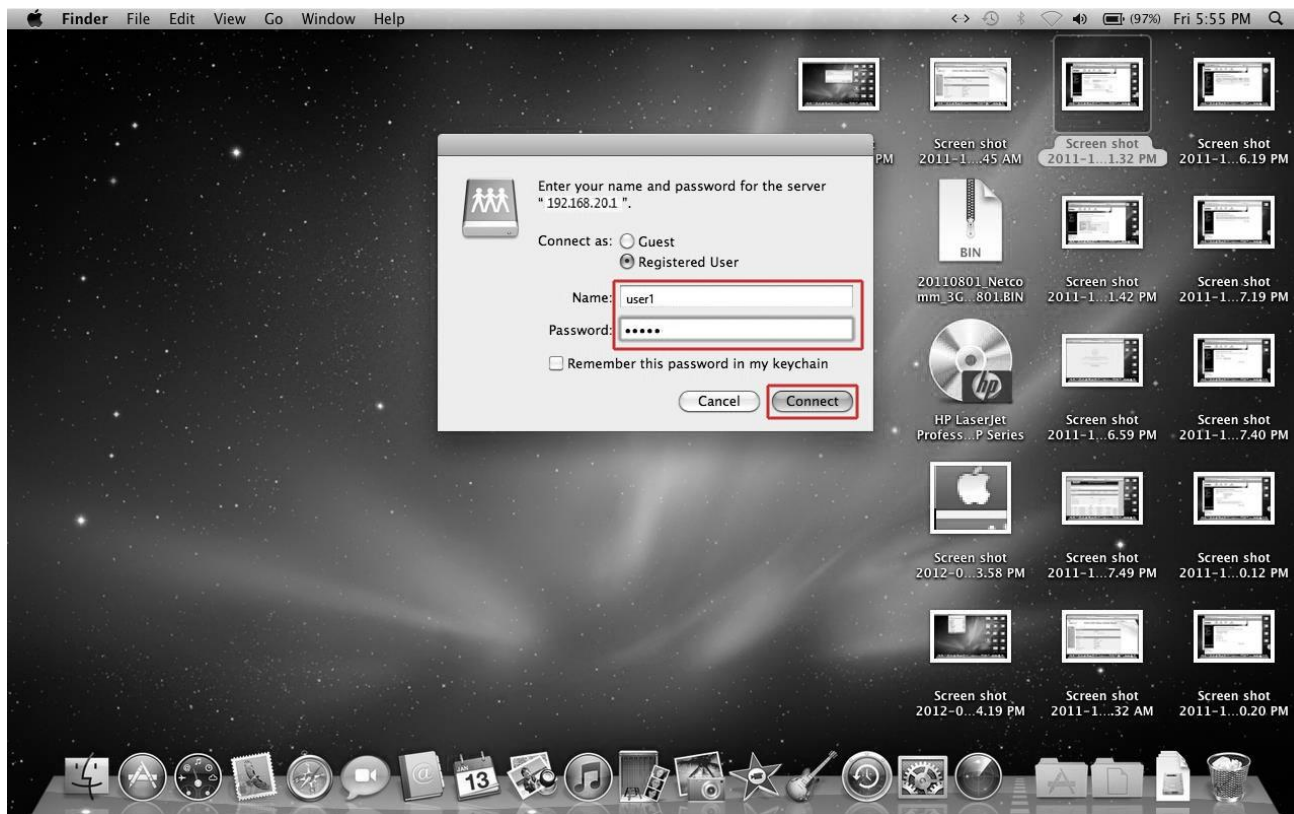 Finder File Edit View Go Window Help
(97%) Fri 5:55 PM
Enter your name and password for the server
" 192.168.20.1 ".
Connect as: Guest
Registered User
Name: user1
Password: •••••
Remember this password in my keychain
Cancel Connect
PM
Screen shot
2011-1....45 AM
Screen shot
2011-1...1.32 PM
Screen shot
2011-1...6.19 PM
BIN
20110801_Netco
mm_3G...801.BIN
Screen shot
2011-1...1.42 PM
Screen shot
2011-1...7.19 PM
hp
HP LaserJet
Profess...P Series
Screen shot
2011-1...6.59 PM
Screen shot
2011-1...7.40 PM
Screen shot
2012-0...3.58 PM
Screen shot
2011-1...7.49 PM
Screen shot
2011-1...0.12 PM
Screen shot
2012-0...4.19 PM
Screen shot
2011-1....32 AM
Screen shot
2011-1...0.20 PM
JAN
13